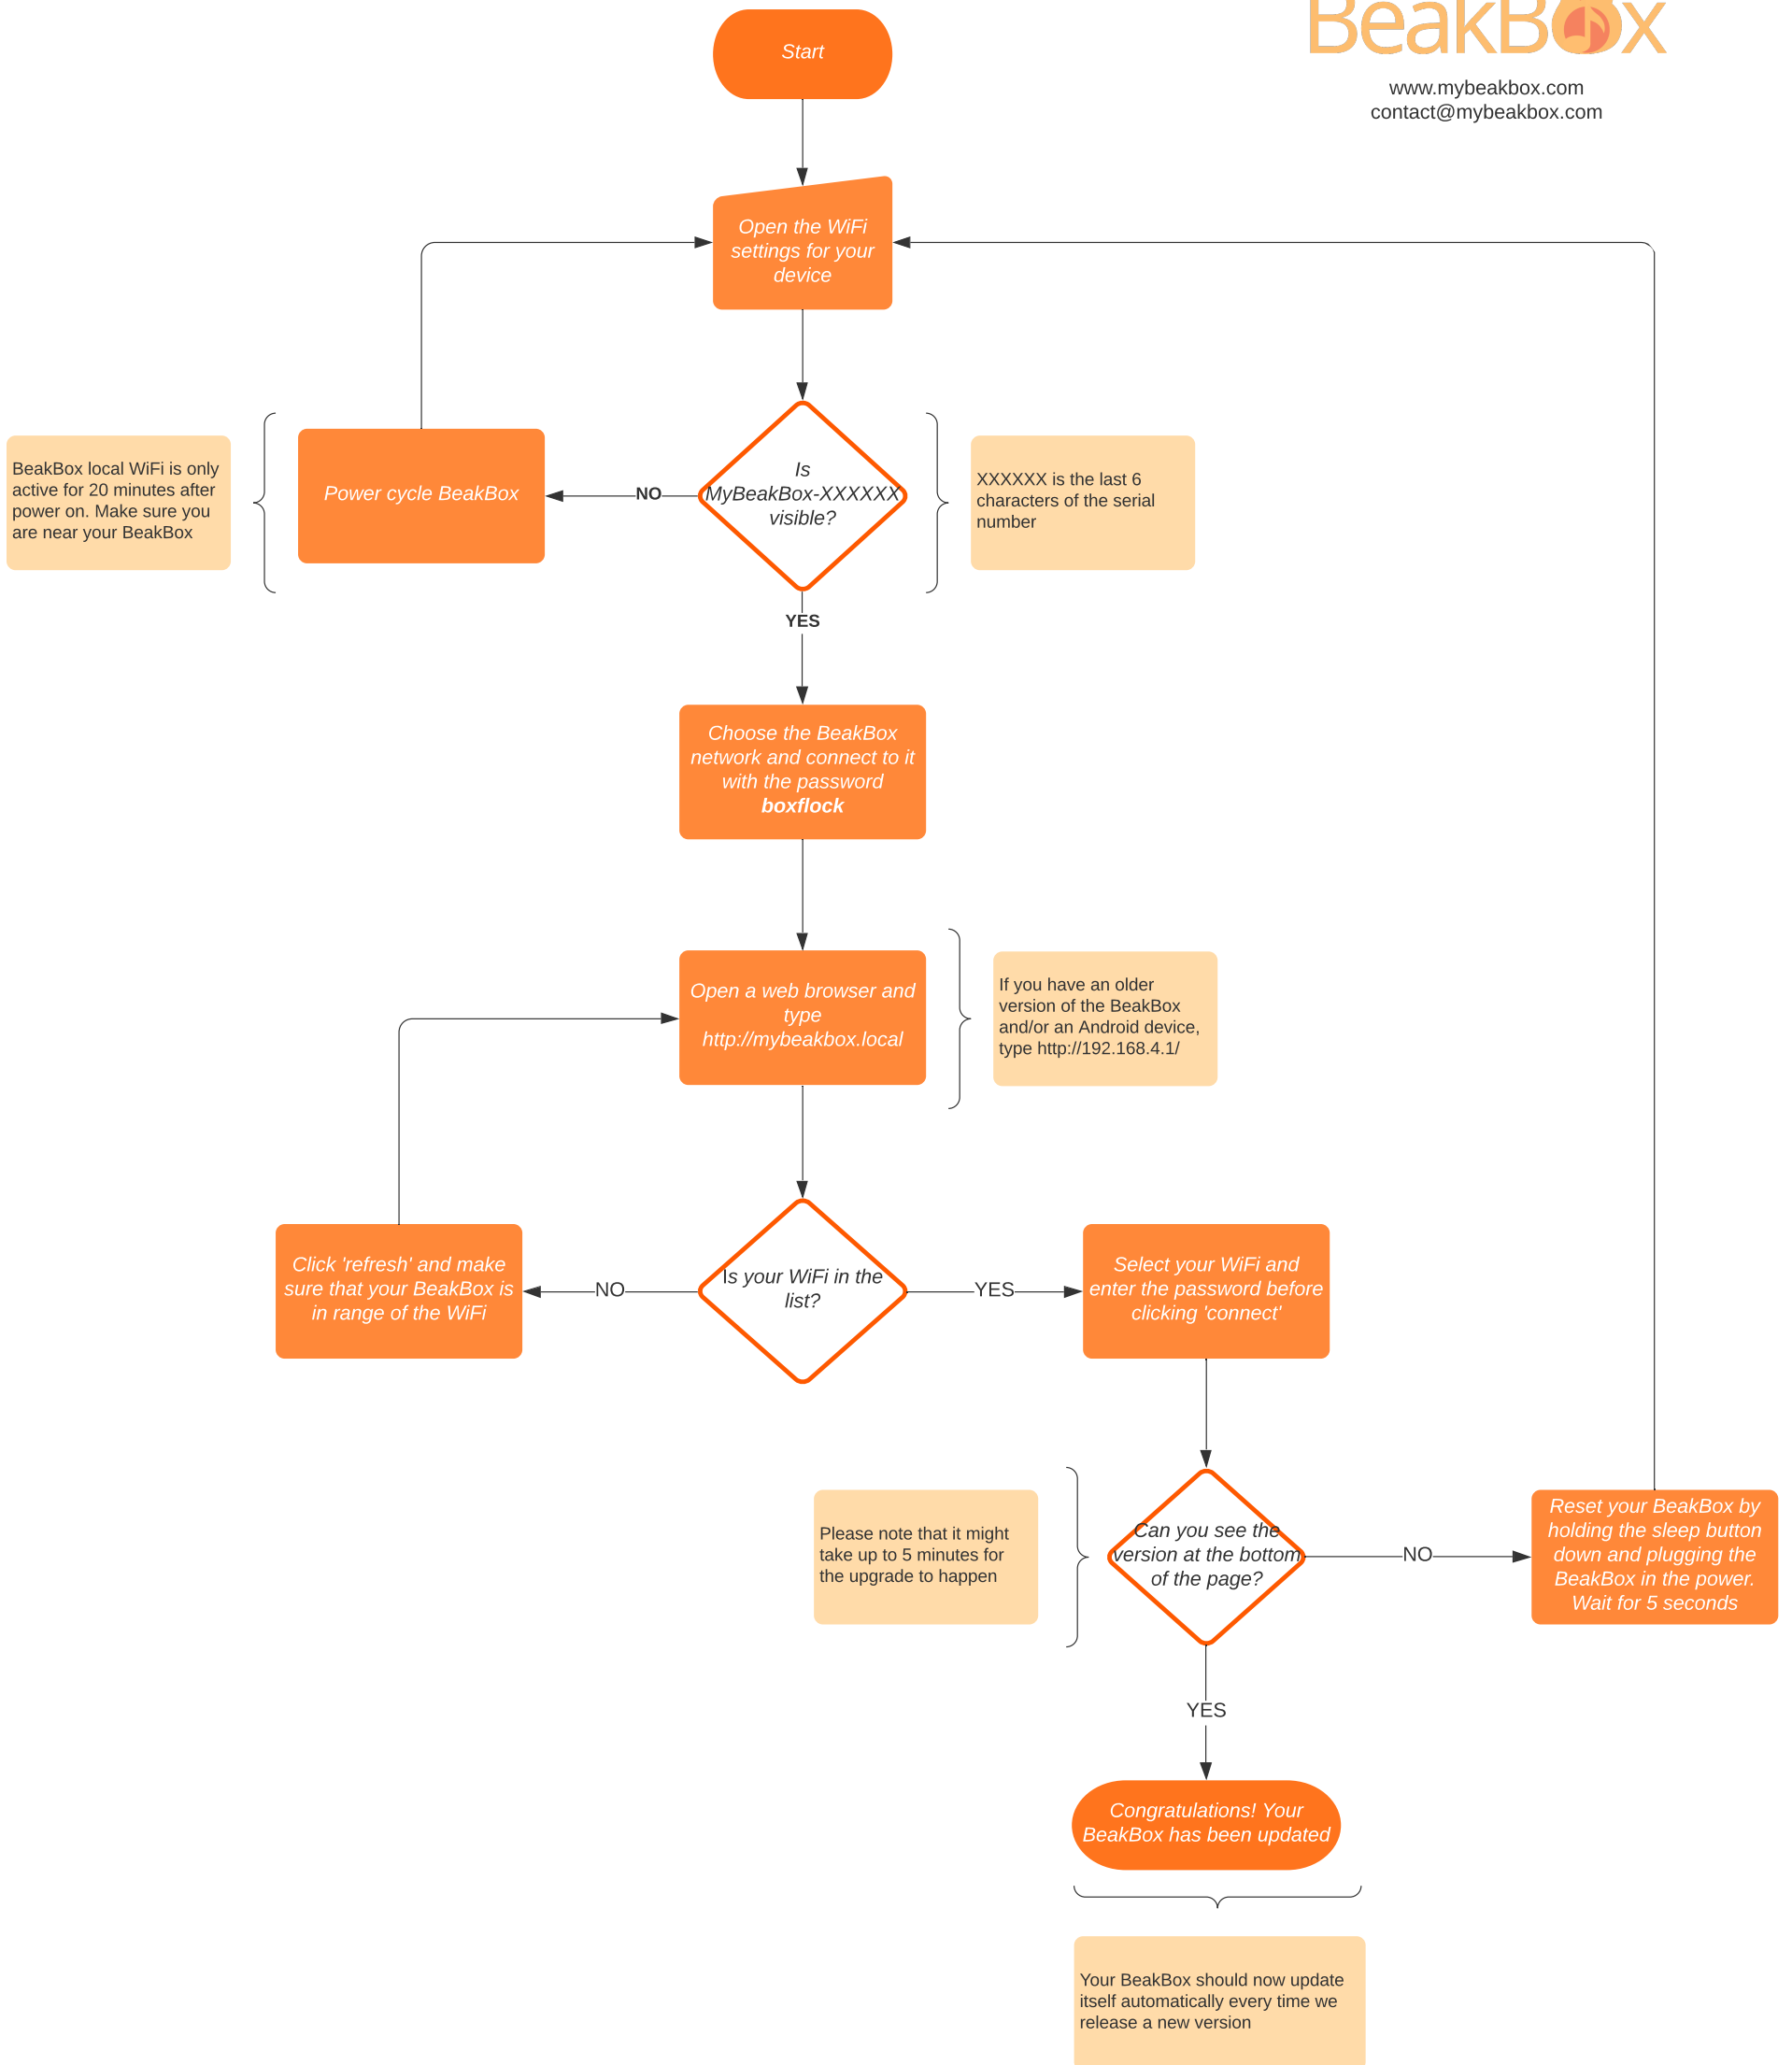 BeakBox
www.mybeakbox.com
contact@mybeakbox.com
Start
Open the WiFi
settings for your
device
BeakBox local WiFi is only
active for 20 minutes after
power on. Make sure you
are near your BeakBox
Power cycle BeakBox
NO
Is
MyBeakBox-XXXXXX
visible?
XXXXXX is the last 6
characters of the serial
number
YES
Choose the BeakBox
network and connect to it
with the password
boxflock
Open a web browser and
type
http://mybeakbox.local
If you have an older
version of the BeakBox
and/or an Android device,
type http://192.168.4.1/
Click 'refresh' and make
sure that your BeakBox is
in range of the WiFi
NO
Is your WiFi in the
list?
YES
Select your WiFi and
enter the password before
clicking 'connect'
Please note that it might
take up to 5 minutes for
the upgrade to happen
Can you see the
version at the bottom
of the page?
NO
Reset your BeakBox by
holding the sleep button
down and plugging the
BeakBox in the power.
Wait for 5 seconds
YES
Congratulations! Your
BeakBox has been updated
Your BeakBox should now update
itself automatically every time we
release a new version